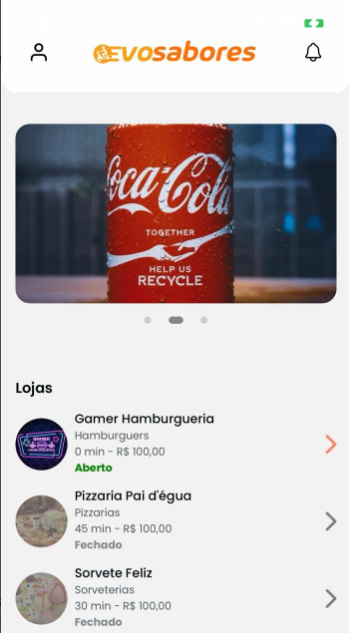 evosabores
Coca-Cola
TOGETHER
HELP US
RECYCLE
Lojas
Gamer Hamburgueria
Hamburguers
0 min - R$ 100,00
Aberto
Pizzaria Pai d'égua
Pizzarias
45 min - R$ 100,00
Fechado
Sorvete Feliz
Sorveterias
30 min - R$ 100,00
Fechado